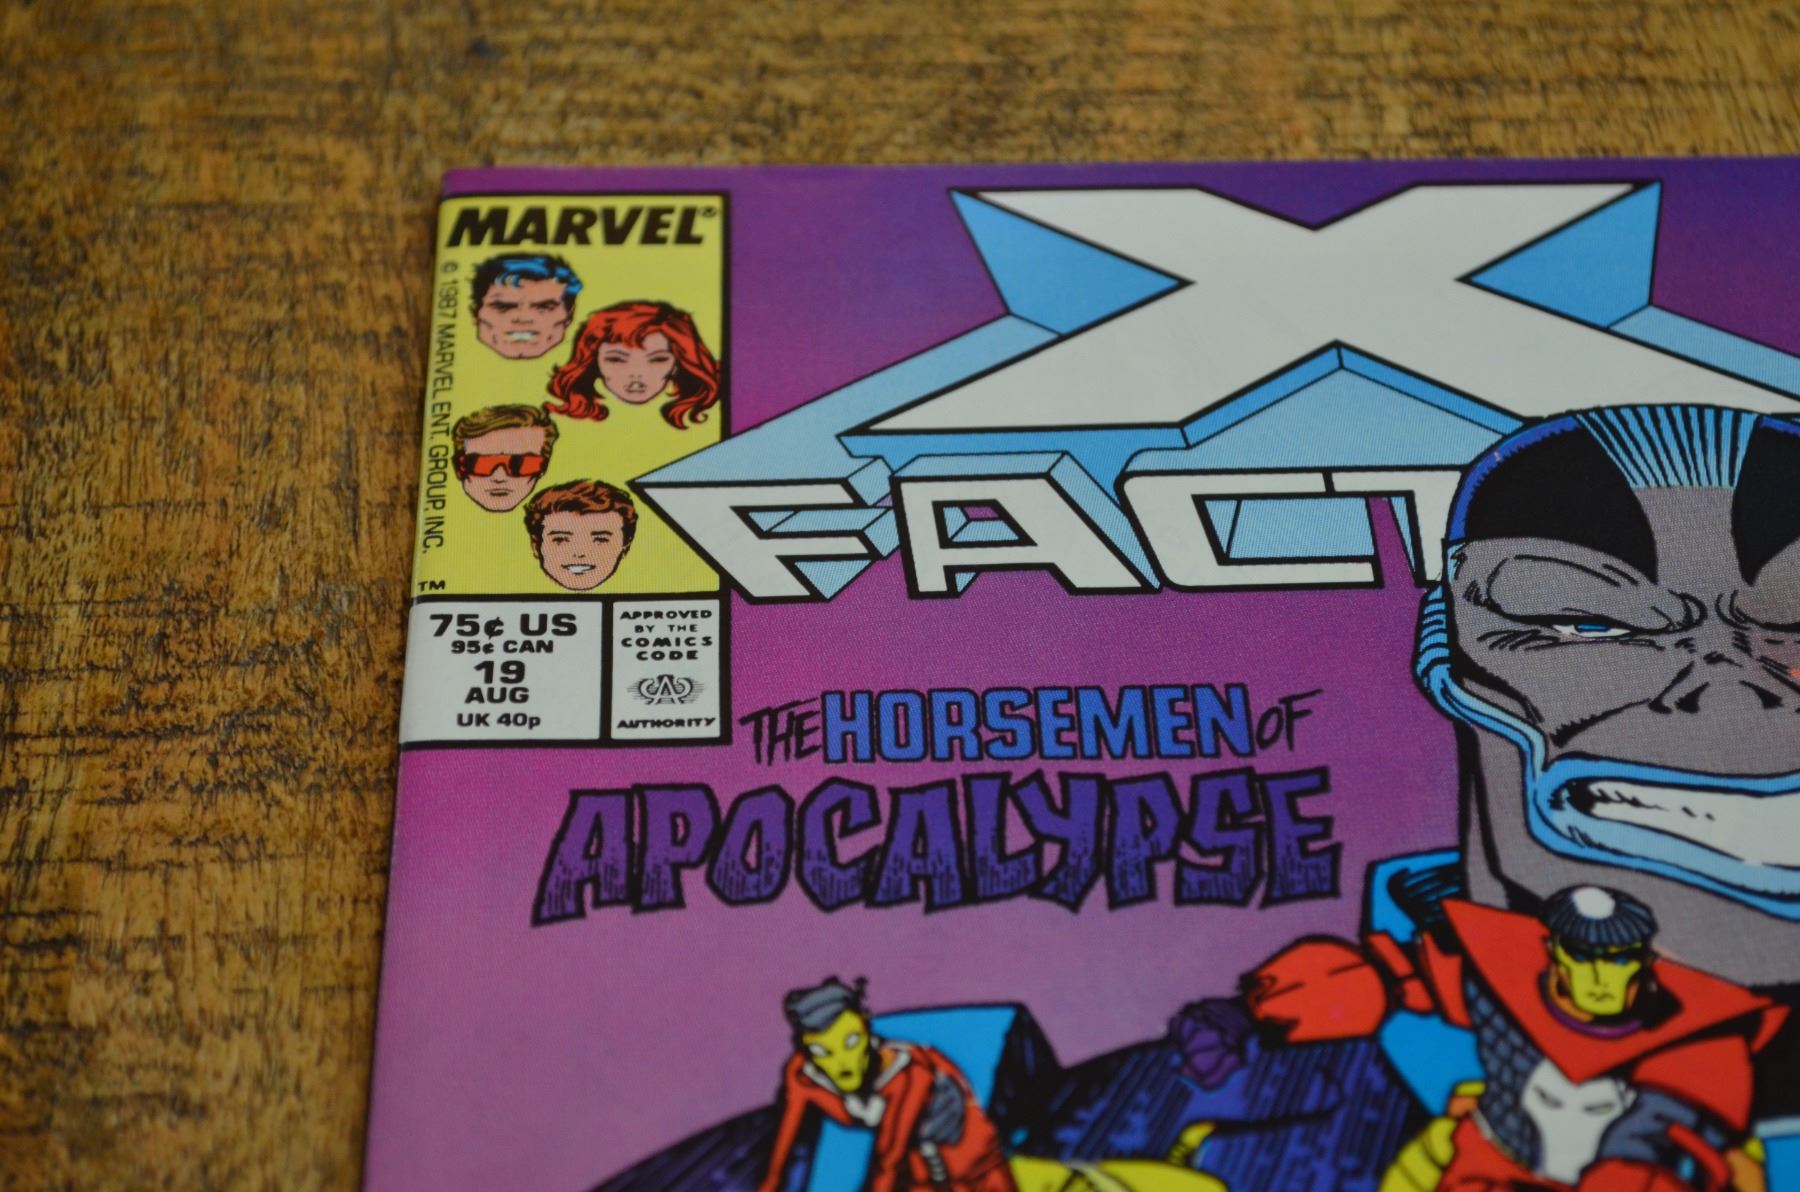 MARVEL®
© 1987 MARVEL ENT. GROUP, INC.
TM
X
FACT
75¢ US
95¢ CAN
19
AUG
UK 40p
APPROVED
BY THE
COMICS
CODE
AUTHORITY
THE HORSEMEN OF
APOCALYPSE